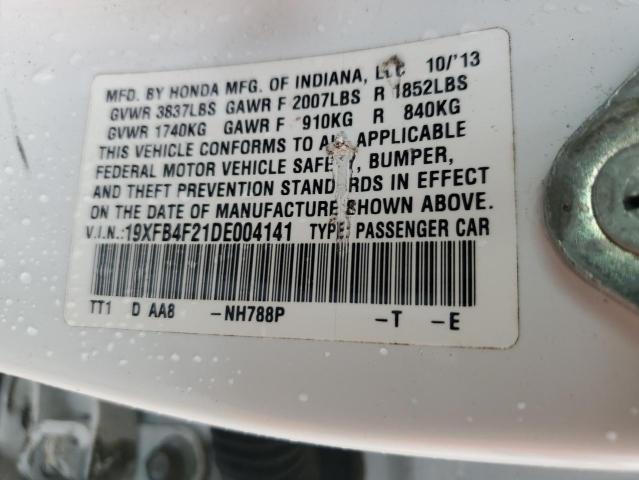 MFD. BY HONDA MFG. OF INDIANA, LLC 10/'13
GVWR 3837LBS GAWR F 2007LBS R 1852LBS
GVWR 1740KG GAWR F 910KG R 840KG
THIS VEHICLE CONFORMS TO ALL APPLICABLE
FEDERAL MOTOR VEHICLE SAFETY, BUMPER,
AND THEFT PREVENTION STANDARDS IN EFFECT
ON THE DATE OF MANUFACTURE SHOWN ABOVE.
V.I.N.:19XFB4F21DE004141 TYPE: PASSENGER CAR
TT1 D AA8 -NH788P -T -E